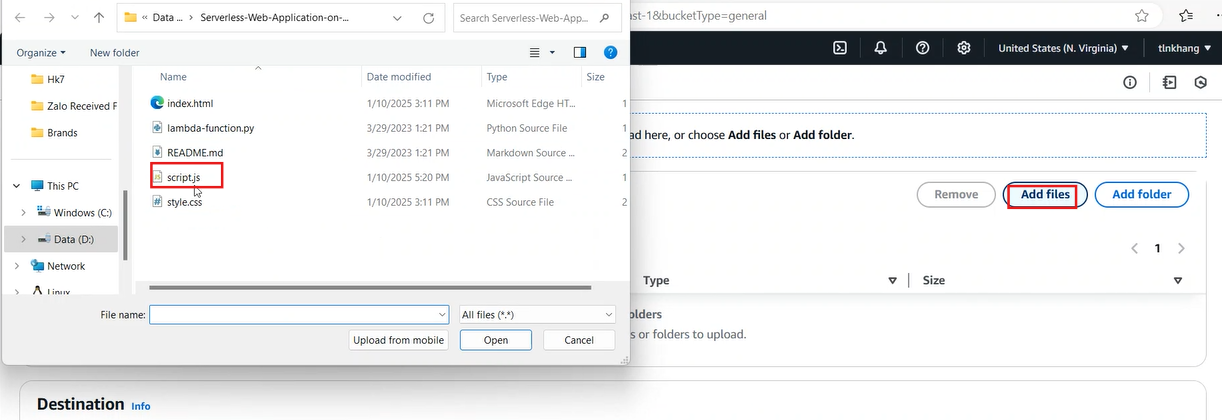 « Data ... > Serverless-Web-Application-on-...
Search Serverless-Web-App...
ast-1&bucketType=general
Organize
New folder
United States (N. Virginia)
tlnkhang
Hk7
Zalo Received F
Brands
This PC
Windows (C:)
Data (D:)
Network
Linux
Name Date modified Type Size
index.html 1/10/2025 3:11 PM Microsoft Edge HT... 1
lambda-function.py 3/29/2023 1:21 PM Python Source File 1
README.md 3/29/2023 1:21 PM Markdown Source ... 2
script.js 1/10/2025 5:20 PM JavaScript Source ... 1
style.css 1/10/2025 3:11 PM CSS Source File 2
File name:
All files (*.*)
Upload from mobile
Open
Cancel
ad here, or choose Add files or Add folder.
Remove
Add files
Add folder
1
Type
Size
olders
s or folders to upload.
Destination Info